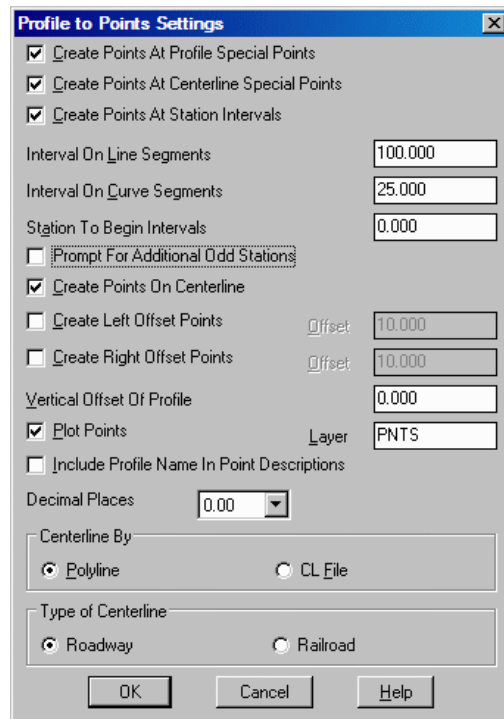 Profile to Points Settings
Create Points At Profile Special Points
Create Points At Centerline Special Points
Create Points At Station Intervals
Interval On Line Segments 100.000
Interval On Curve Segments 25.000
Station To Begin Intervals 0.000
Prompt For Additional Odd Stations
Create Points On Centerline
Create Left Offset Points Offset 10.000
Create Right Offset Points Offset 10.000
Vertical Offset Of Profile 0.000
Plot Points Layer PNTS
Include Profile Name In Point Descriptions
Decimal Places 0.00
Centerline By
Polyline CL File
Type of Centerline
Roadway Railroad
OK Cancel Help